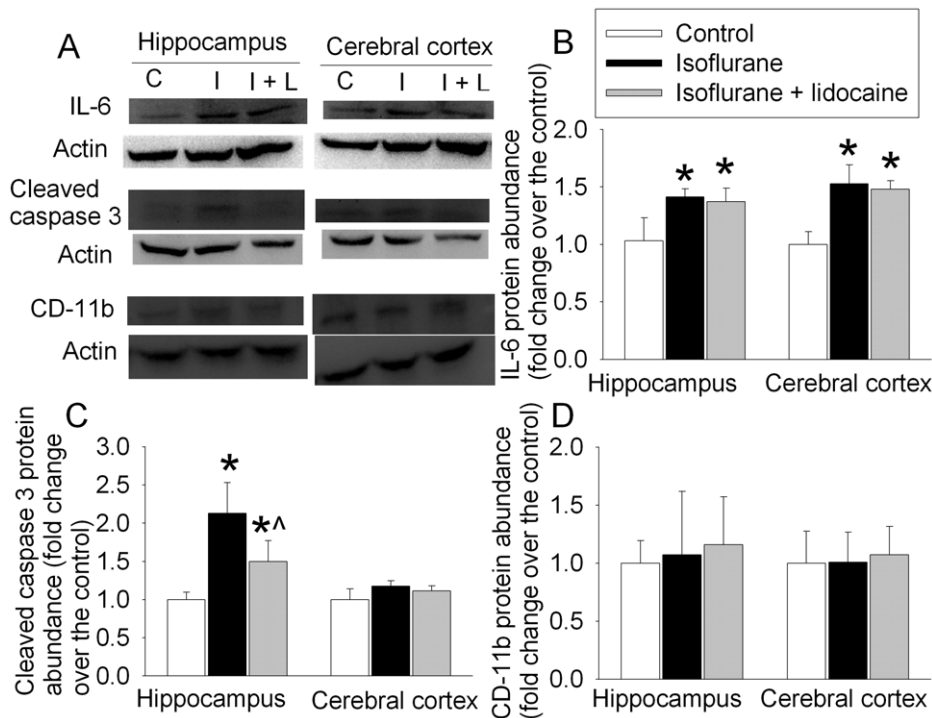 A
Hippocampus
Cerebral cortex
C I I + L
C I I + L
IL-6
Actin
Cleaved
caspase 3
Actin
CD-11b
Actin
B
Control
Isoflurane
Isoflurane + lidocaine
IL-6 protein abundance
(fold change over the control)
2.0
1.5
1.0
0.5
0.0
* * * *
Hippocampus Cerebral cortex
C
Cleaved caspase 3 protein
abundance (fold change
over the control)
3.0
2.5
2.0
1.5
1.0
0.5
0.0
*
*^
Hippocampus Cerebral cortex
D
CD-11b protein abundance
(fold change over the control)
2.0
1.5
1.0
0.5
0.0
Hippocampus Cerebral cortex